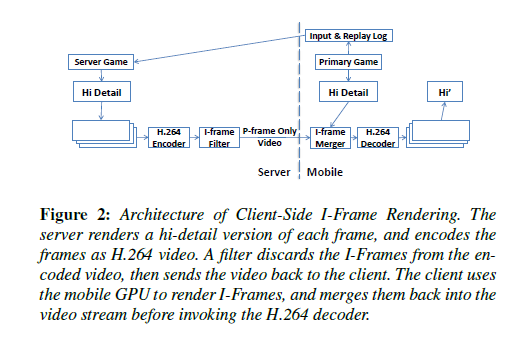 Input & Replay Log
Server Game
Primary Game
Hi Detail
Hi Detail
Hi'
H.264
Encoder
I-frame
Filter
P-frame Only
Video
I-frame
Merger
H.264
Decoder
Server
Mobile
Figure 2: Architecture of Client-Side I-Frame Rendering. The
server renders a hi-detail version of each frame, and encodes the
frames as H.264 video. A filter discards the I-Frames from the en-
coded video, then sends the video back to the client. The client uses
the mobile GPU to render I-Frames, and merges them back into the
video stream before invoking the H.264 decoder.